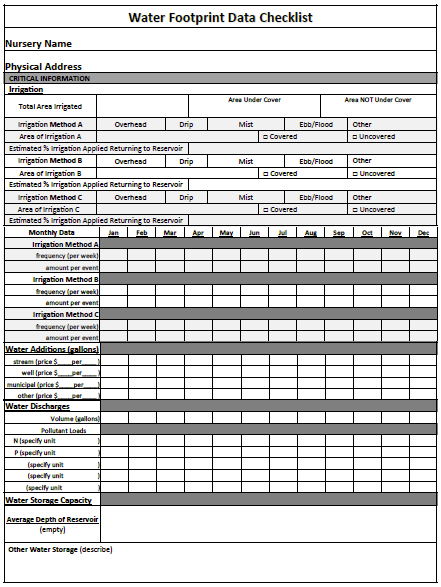 Water Footprint Data Checklist
Nursery Name
Physical Address
CRITICAL INFORMATION
Irrigation
Total Area Irrigated Area Under Cover Area NOT Under Cover
Irrigation Method A Overhead Drip Mist Ebb/Flood Other
Area of Irrigation A □ Covered □ Uncovered
Estimated % Irrigation Applied Returning to Reservoir
Irrigation Method B Overhead Drip Mist Ebb/Flood Other
Area of Irrigation B □ Covered □ Uncovered
Estimated % Irrigation Applied Returning to Reservoir
Irrigation Method C Overhead Drip Mist Ebb/Flood Other
Area of Irrigation C □ Covered □ Uncovered
Estimated % Irrigation Applied Returning to Reservoir
Monthly Data Jan Feb Mar Apr May Jun Jul Aug Sep Oct Nov Dec
Irrigation Method A
frequency (per week)
amount per event
Irrigation Method B
frequency (per week)
amount per event
Irrigation Method C
frequency (per week)
amount per event
Water Additions (gallons)
stream (price $____per____)
well (price $____per____)
municipal (price $____per____)
other (price $____per____)
Water Discharges
Volume (gallons)
Pollutant Loads
N (specify unit )
P (specify unit )
(specify unit )
(specify unit )
(specify unit )
Water Storage Capacity
Average Depth of Reservoir
(empty)
Other Water Storage (describe)